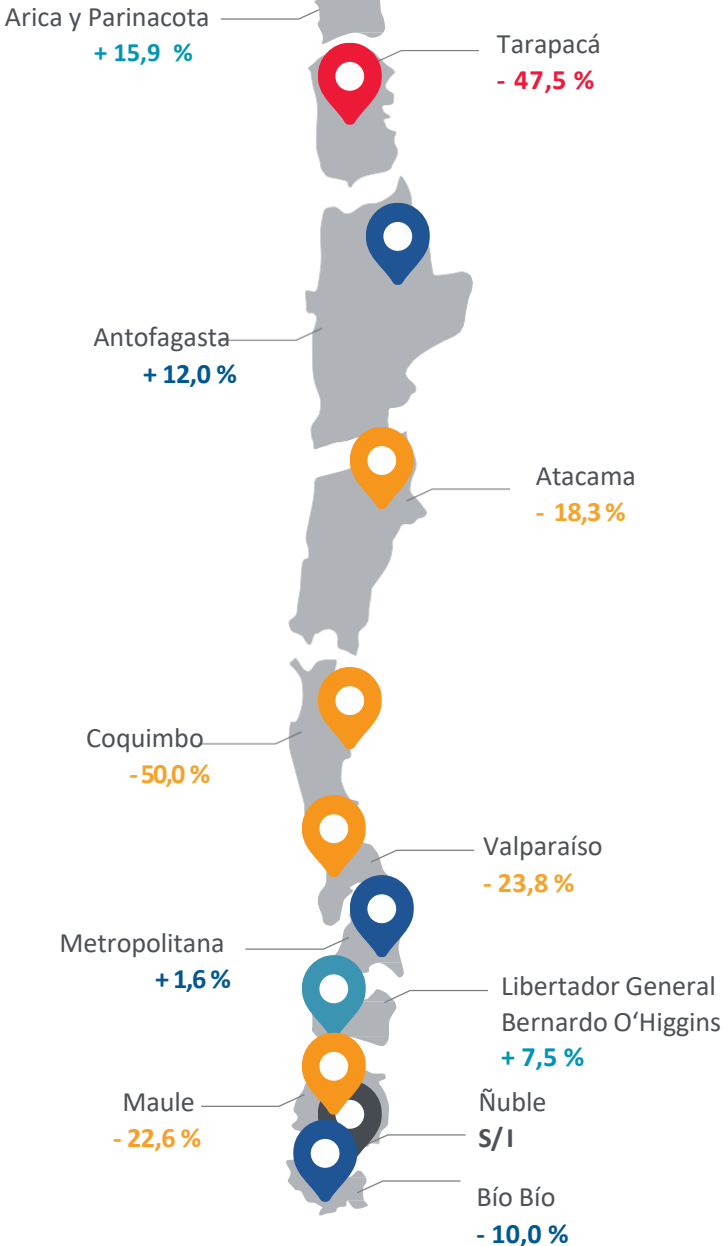 Arica y Parinacota
+ 15,9 %
Tarapacá
- 47,5 %
Antofagasta
+ 12,0 %
Atacama
- 18,3 %
Coquimbo
- 50,0 %
Valparaíso
- 23,8 %
Metropolitana
+ 1,6 %
Libertador General
Bernardo O‘Higgins
+ 7,5 %
Maule
- 22,6 %
Ñuble
S/I
Bío Bío
- 10,0 %